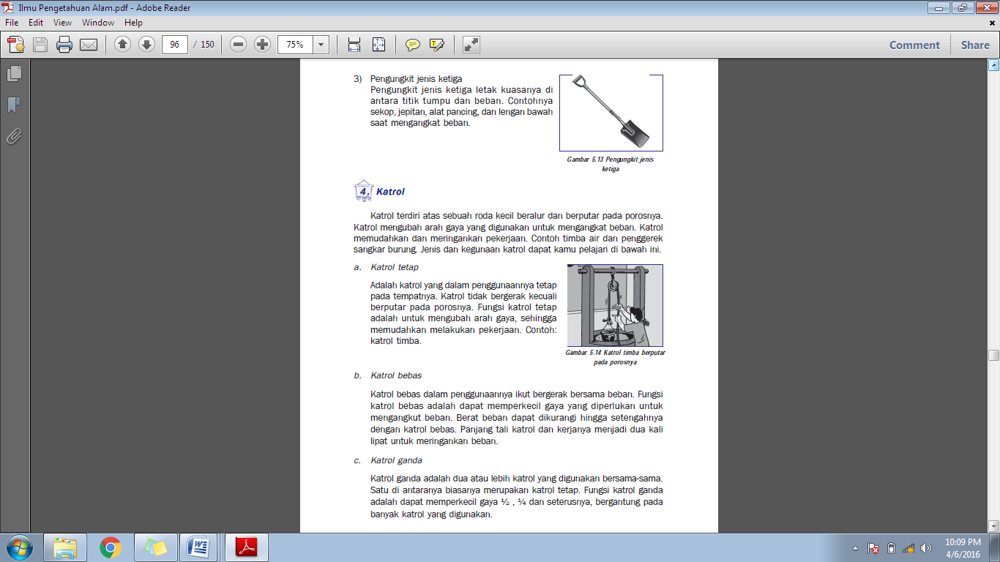 Ilmu Pengetahuan Alam.pdf - Adobe Reader
File Edit View Window Help
96 / 150 75% Comment Share
3) Pengungkit jenis ketiga
Pengungkit jenis ketiga letak kuasanya di
antara titik tumpu dan beban. Contohnya
sekop, jepitan, alat pancing, dan lengan bawah
saat mengangkat beban.
Gambar 5.13 Pengungkit jenis
ketiga
4. Katrol
Katrol terdiri atas sebuah roda kecil beralur dan berputar pada porosnya.
Katrol mengubah arah gaya yang digunakan untuk mengangkat beban. Katrol
memudahkan dan meringankan pekerjaan. Contoh timba air dan penggerek
sangkar burung. Jenis dan kegunaan katrol dapat kamu pelajari di bawah ini.
a. Katrol tetap
Adalah katrol yang dalam penggunaannya tetap
pada tempatnya. Katrol tidak bergerak kecuali
berputar pada porosnya. Fungsi katrol tetap
adalah untuk mengubah arah gaya, sehingga
memudahkan melakukan pekerjaan. Contoh:
katrol timba.
Gambar 5.14 Katrol timba berputar
pada porosnya
b. Katrol bebas
Katrol bebas dalam penggunaannya ikut bergerak bersama beban. Fungsi
katrol bebas adalah dapat memperkecil gaya yang diperlukan untuk
mengangkut beban. Berat beban dapat dikurangi hingga setengahnya
dengan katrol bebas. Panjang tali katrol dan kerjanya menjadi dua kali
lipat untuk meringankan beban.
c. Katrol ganda
Katrol ganda adalah dua atau lebih katrol yang digunakan bersama-sama.
Satu di antaranya biasanya merupakan katrol tetap. Fungsi katrol ganda
adalah dapat memperkecil gaya ½ , ¼ dan seterusnya, bergantung pada
banyak katrol yang digunakan.
10:09 PM
4/6/2016